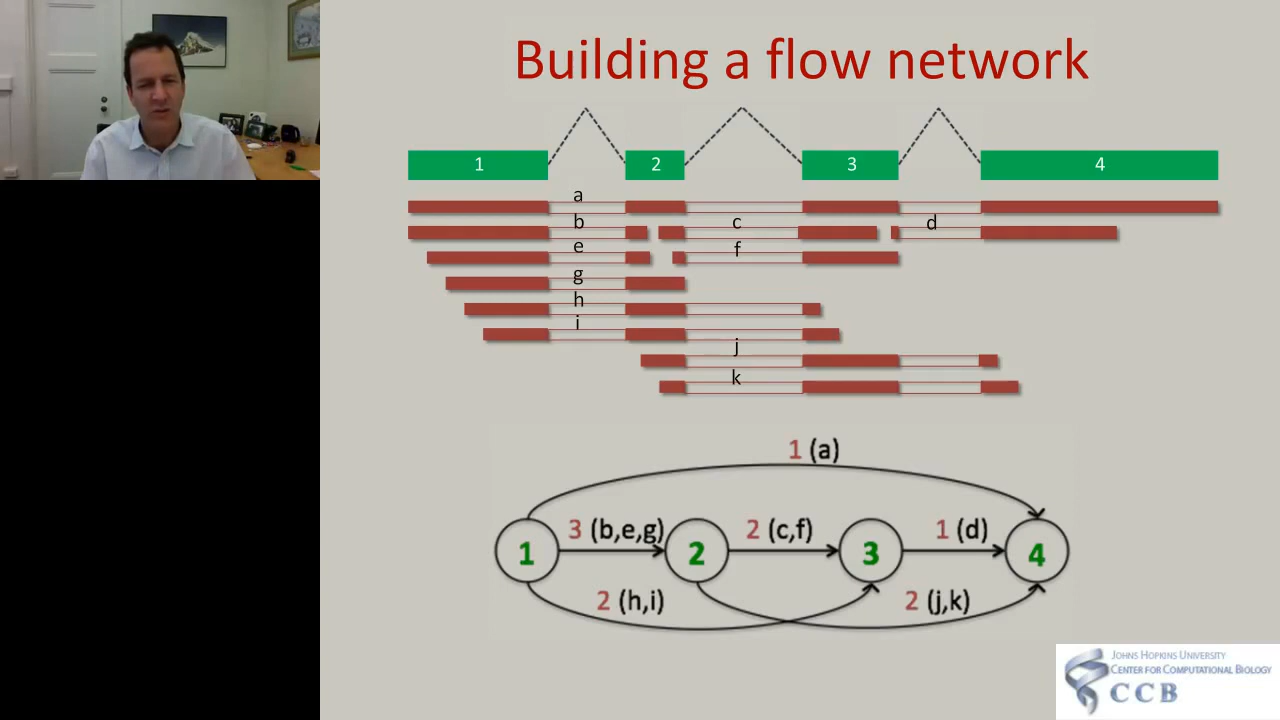 Building a flow network
1 2 3 4
a
b c d
e f
g
h
i
j
k
1 (a)
3 (b,e,g) 2 (c,f) 1 (d)
1 2 3 4
2 (h,i) 2 (j,k)
JOHNS HOPKINS UNIVERSITY
CENTER FOR COMPUTATIONAL BIOLOGY
CCB